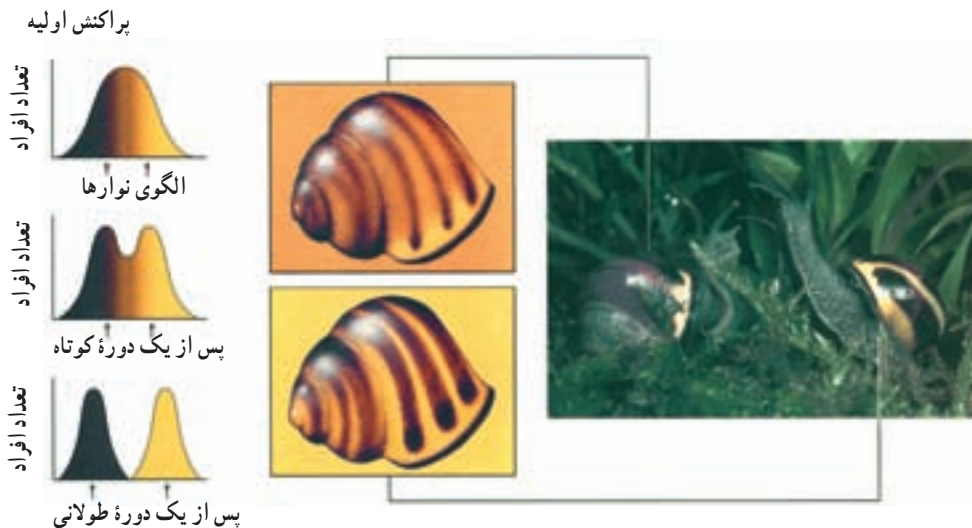 پراکنش اولیه
تعداد افراد
الگوی نوارها
تعداد افراد
پس از یک دورهٔ کوتاه
تعداد افراد
پس از یک دورهٔ طولانی